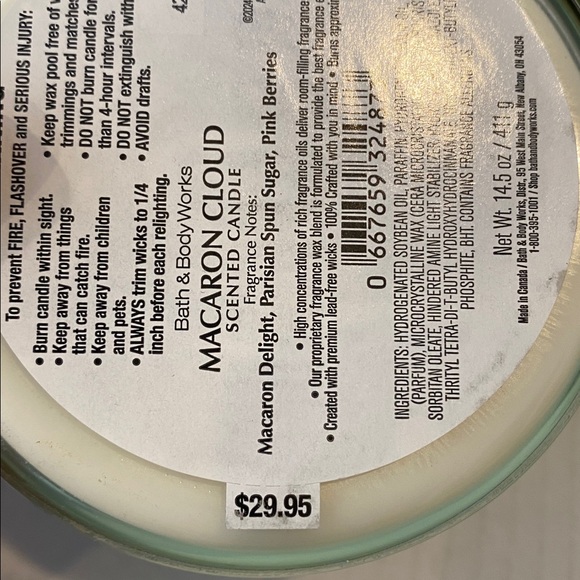 To prevent FIRE, FLASHOVER and SERIOUS INJURY:
• Burn candle within sight.
• Keep away from things
that can catch fire.
• Keep away from children
and pets.
• ALWAYS trim wicks to 1/4
inch before each relighting.
• Keep wax pool free of
trimmings and matches
• DO NOT burn candle for
than 4-hour intervals.
• DO NOT extinguish with
• AVOID drafts.
Bath & Body Works
MACARON CLOUD
SCENTED CANDLE
Fragrance Notes:
Macaron Delight, Parisian Spun Sugar, Pink Berries
• High concentrations of rich fragrance oils deliver room-filling fragrance
• Our proprietary fragrance wax blend is formulated to provide the best fragrance
• Created with premium lead-free wicks • 100% Crafted with you in mind • Burns
0 667659 32487
INGREDIENTS: HYDROGENATED SOYBEAN OIL, PARAFFIN,
(PARFUM), MICROCRYSTALLINE WAX (CERA MICROCRISTALLINA
SORBITAN OLEATE, HINDERED AMINE LIGHT STABILIZER,
THRITYL TETRA-DI-T-BUTYL HYDROXYHYDROCINNAMATE,
PHOSPHITE, BHT. CONTAINS FRAGRANCE
Net Wt. 14.5 oz / 411 g
Made in Canada / Bath & Body Works, Dist., 95 West Main Street, New Albany, OH 43054
1-800-395-1001 / Shop bathandbodyworks.com
$29.95